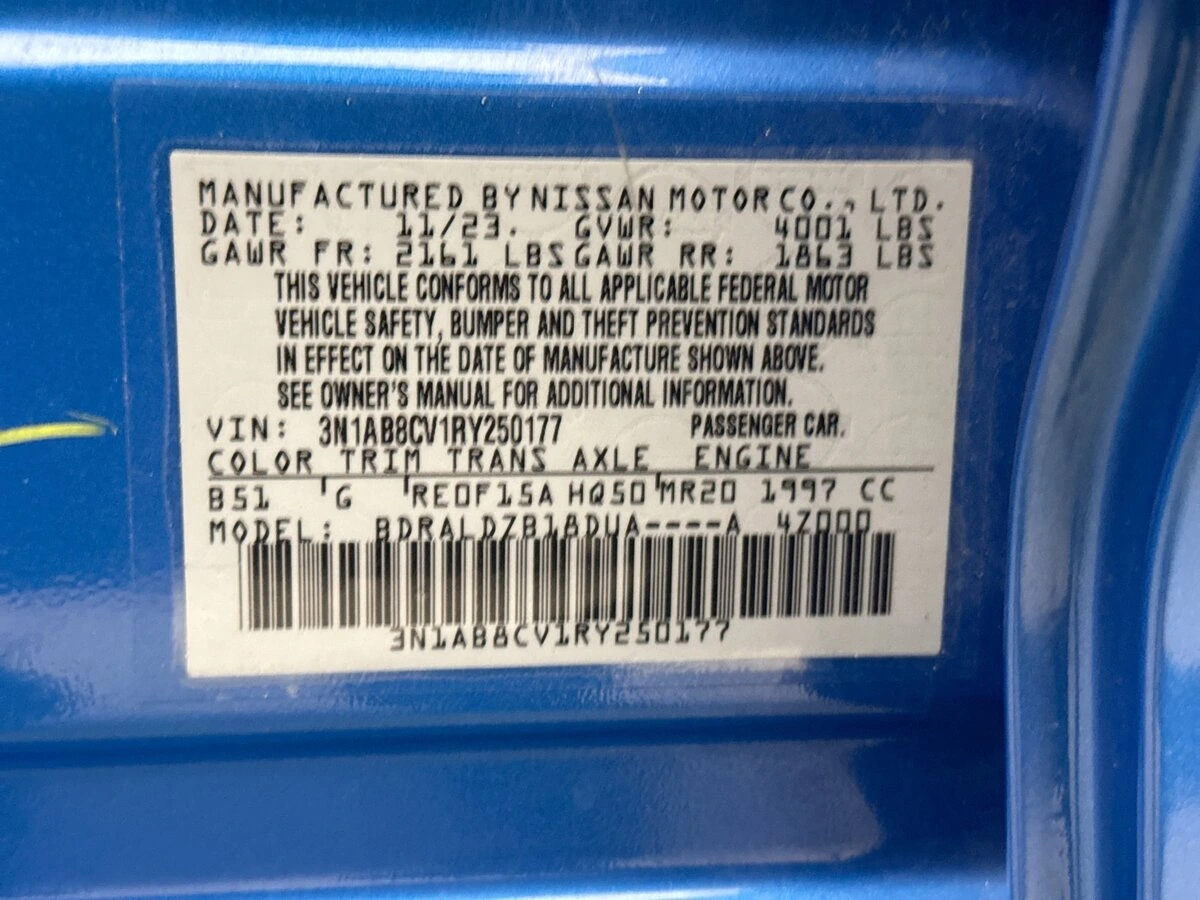 MANUFACTURED BY NISSAN MOTOR CO., LTD.
DATE: 11/23. GVWR: 4001 LBS
GAWR FR: 2161 LBS GAWR RR: 1863 LBS
THIS VEHICLE CONFORMS TO ALL APPLICABLE FEDERAL MOTOR
VEHICLE SAFETY, BUMPER AND THEFT PREVENTION STANDARDS
IN EFFECT ON THE DATE OF MANUFACTURE SHOWN ABOVE.
SEE OWNER'S MANUAL FOR ADDITIONAL INFORMATION.
VIN: 3N1AB8CV1RY250177 PASSENGER CAR.
COLOR TRIM TRANS AXLE ENGINE
B51 G RE0F15A HQ50 MR20 1997 CC
MODEL: BDRALDZB18DUA----A 4Z000
3N1AB8CV1RY250177